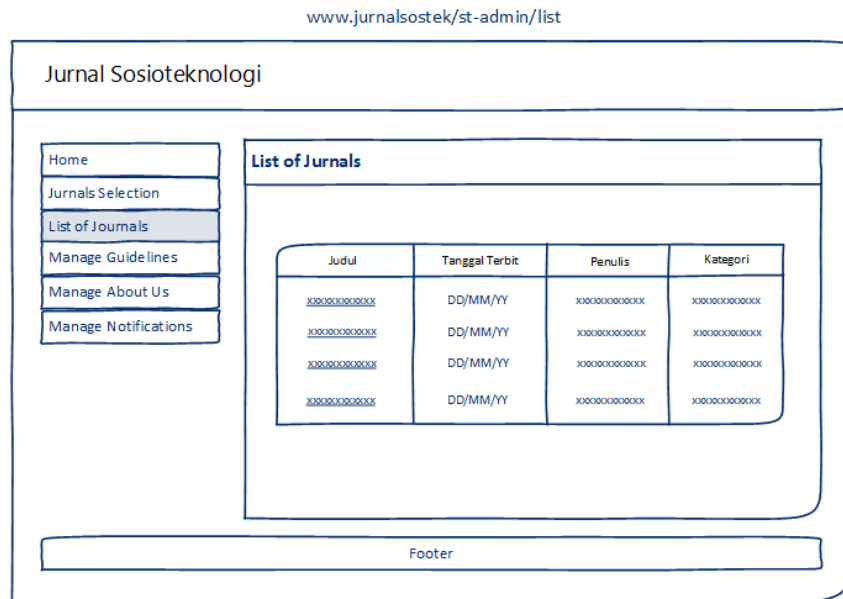 www.jurnalsostek/st-admin/list
Jurnal Sosioteknologi
Home
Jurnals Selection
List of Journals
Manage Guidelines
Manage About Us
Manage Notifications
List of Jurnals
Judul Tanggal Terbit Penulis Kategori
xxxxxxxxxxxx DD/MM/YY xxxxxxxxxxxx xxxxxxxxxxxx
xxxxxxxxxxxx DD/MM/YY xxxxxxxxxxxx xxxxxxxxxxxx
xxxxxxxxxxxx DD/MM/YY xxxxxxxxxxxx xxxxxxxxxxxx
xxxxxxxxxxxx DD/MM/YY xxxxxxxxxxxx xxxxxxxxxxxx
Footer